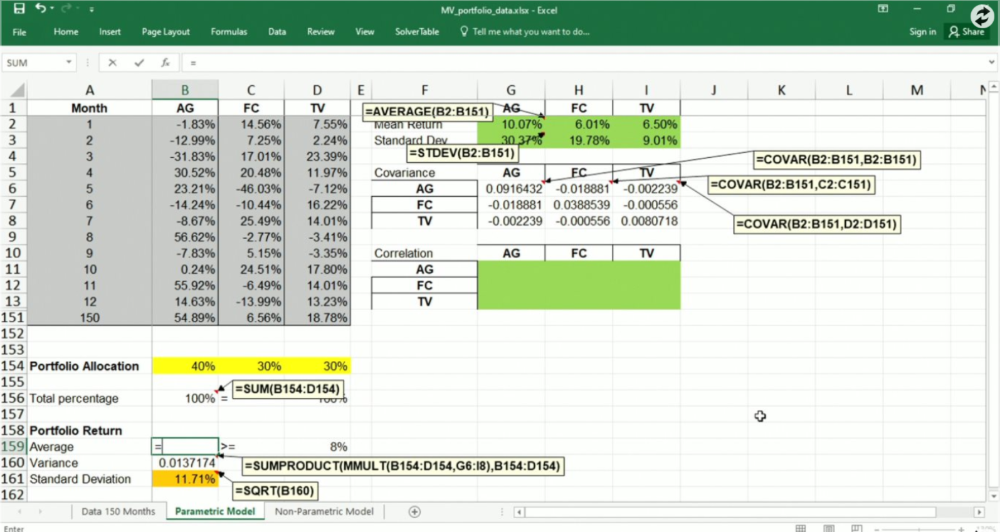 MV_portfolio_data.xlsx - Excel
File Home Insert Page Layout Formulas Data Review View SolverTable Tell me what you want to do... Sign in Share
SUM fx =
A B C D E F G H I J K L M
1 Month AG FC TV =AVERAGE(B2:B151) AG FC TV
2 1 -1.83% 14.56% 7.55% Mean Return 10.07% 6.01% 6.50%
3 2 -12.99% 7.25% 2.24% Standard Dev 30.37% 19.78% 9.01%
=STDEV(B2:B151)
4 3 -31.83% 17.01% 23.39% =COVAR(B2:B151,B2:B151)
5 4 30.52% 20.48% 11.97% Covariance AG FC TV
6 5 23.21% -46.03% -7.12% AG 0.0916432 -0.018881 -0.002239 =COVAR(B2:B151,C2:C151)
7 6 -14.24% -10.44% 16.22% FC -0.018881 0.0388539 -0.000556
8 7 -8.67% 25.49% 14.01% TV -0.002239 -0.000556 0.0080718 =COVAR(B2:B151,D2:D151)
9 8 56.62% -2.77% -3.41%
10 9 -7.83% 5.15% -3.35% Correlation AG FC TV
11 10 0.24% 24.51% 17.80% AG
12 11 55.92% -6.49% 14.01% FC
13 12 14.63% -13.99% 13.23% TV
151 150 54.89% 6.56% 18.78%
152
153
154 Portfolio Allocation 40% 30% 30%
155
=SUM(B154:D154)
156 Total percentage 100% = 100%
157
158 Portfolio Return
159 Average = >= 8%
160 Variance 0.0137174 =SUMPRODUCT(MMULT(B154:D154,G6:I8),B154:D154)
161 Standard Deviation 11.71%
=SQRT(B160)
162
Data 150 Months Parametric Model Non-Parametric Model
Enter